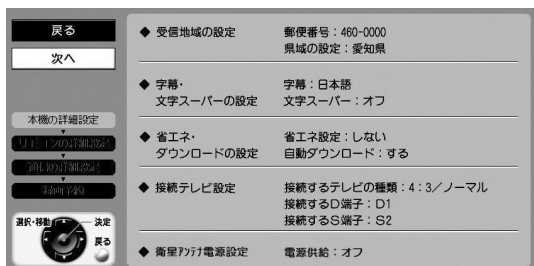 戻る
次へ
本機の詳細設定
選択・移動
決定
戻る
◆ 受信地域の設定 郵便番号：460-0000
県域の設定：愛知県
◆ 字幕・ 字幕：日本語
文字スーパーの設定 文字スーパー：オフ
◆ 省エネ・ 省エネ設定：しない
ダウンロードの設定 自動ダウンロード：する
◆ 接続テレビ設定 接続するテレビの種類：4：3／ノーマル
接続するD端子：D1
接続するS端子：S2
◆ 衛星アンテナ電源設定 電源供給：オフ